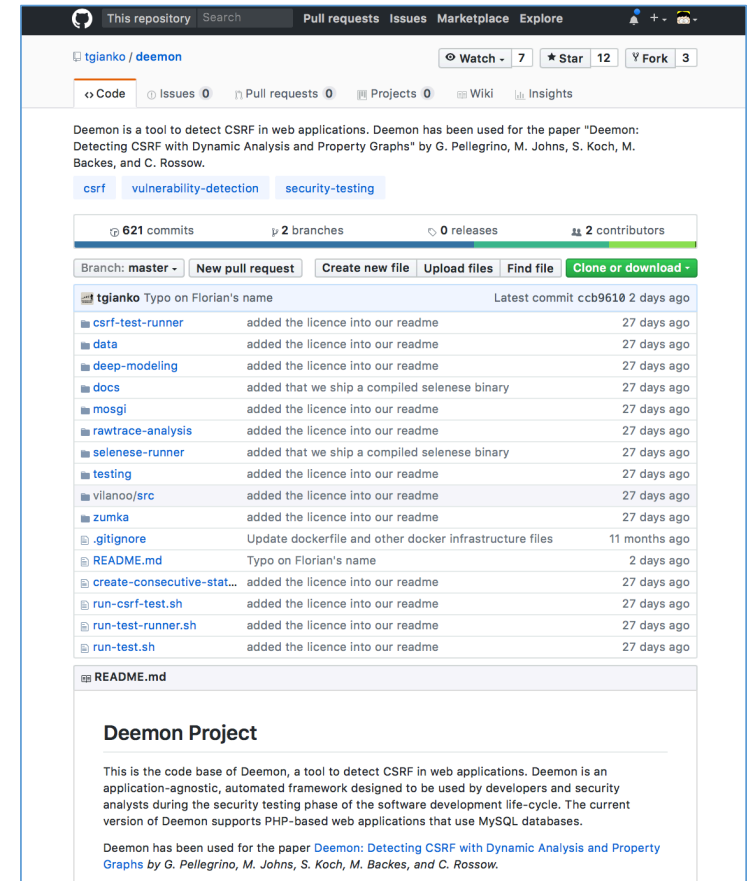 This repository Search Pull requests Issues Marketplace Explore
tgianko / deemon Watch 7 Star 12 Fork 3
Code Issues 0 Pull requests 0 Projects 0 Wiki Insights
Deemon is a tool to detect CSRF in web applications. Deemon has been used for the paper "Deemon:
Detecting CSRF with Dynamic Analysis and Property Graphs" by G. Pellegrino, M. Johns, S. Koch, M.
Backes, and C. Rossow.
csrf vulnerability-detection security-testing
621 commits 2 branches 0 releases 2 contributors
Branch: master New pull request Create new file Upload files Find file Clone or download
tgianko Typo on Florian's name Latest commit ccb9610 2 days ago
csrf-test-runner added the licence into our readme 27 days ago
data added the licence into our readme 27 days ago
deep-modeling added the licence into our readme 27 days ago
docs added that we ship a compiled selenese binary 27 days ago
mosgi added the licence into our readme 27 days ago
rawtrace-analysis added the licence into our readme 27 days ago
selenese-runner added that we ship a compiled selenese binary 27 days ago
testing added the licence into our readme 27 days ago
vilanoo/src added the licence into our readme 27 days ago
zumka added the licence into our readme 27 days ago
.gitignore Update dockerfile and other docker infrastructure files 11 months ago
README.md Typo on Florian's name 2 days ago
create-consecutive-stat... added the licence into our readme 27 days ago
run-csrf-test.sh added the licence into our readme 27 days ago
run-test-runner.sh added the licence into our readme 27 days ago
run-test.sh added the licence into our readme 27 days ago
README.md
Deemon Project
This is the code base of Deemon, a tool to detect CSRF in web applications. Deemon is an
application-agnostic, automated framework designed to be used by developers and security
analysts during the security testing phase of the software development life-cycle. The current
version of Deemon supports PHP-based web applications that use MySQL databases.
Deemon has been used for the paper Deemon: Detecting CSRF with Dynamic Analysis and Property
Graphs by G. Pellegrino, M. Johns, S. Koch, M. Backes, and C. Rossow.